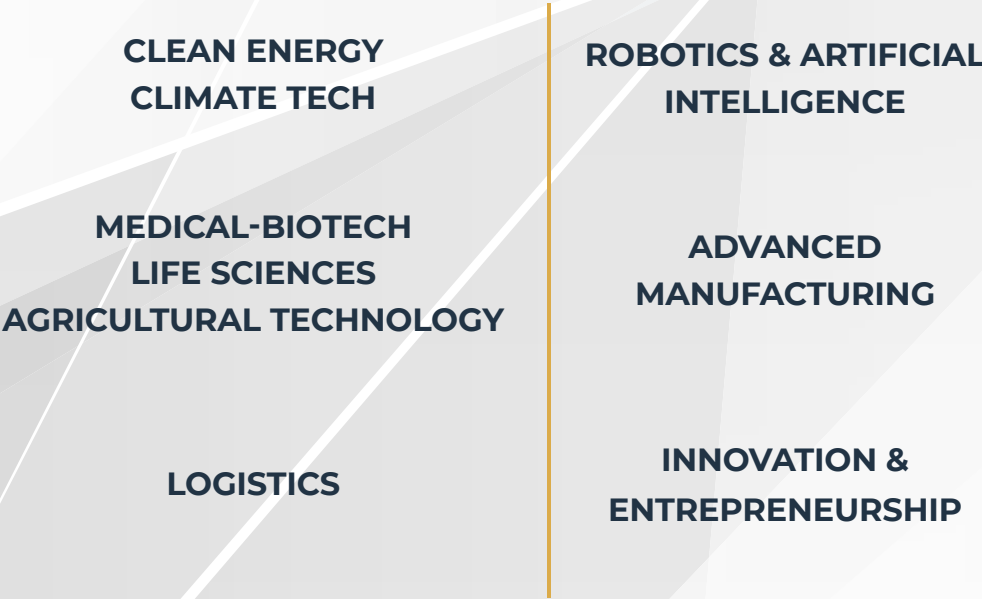 CLEAN ENERGY
CLIMATE TECH
MEDICAL-BIOTECH
LIFE SCIENCES
AGRICULTURAL TECHNOLOGY
LOGISTICS
ROBOTICS & ARTIFICIAL
INTELLIGENCE
ADVANCED
MANUFACTURING
INNOVATION &
ENTREPRENEURSHIP